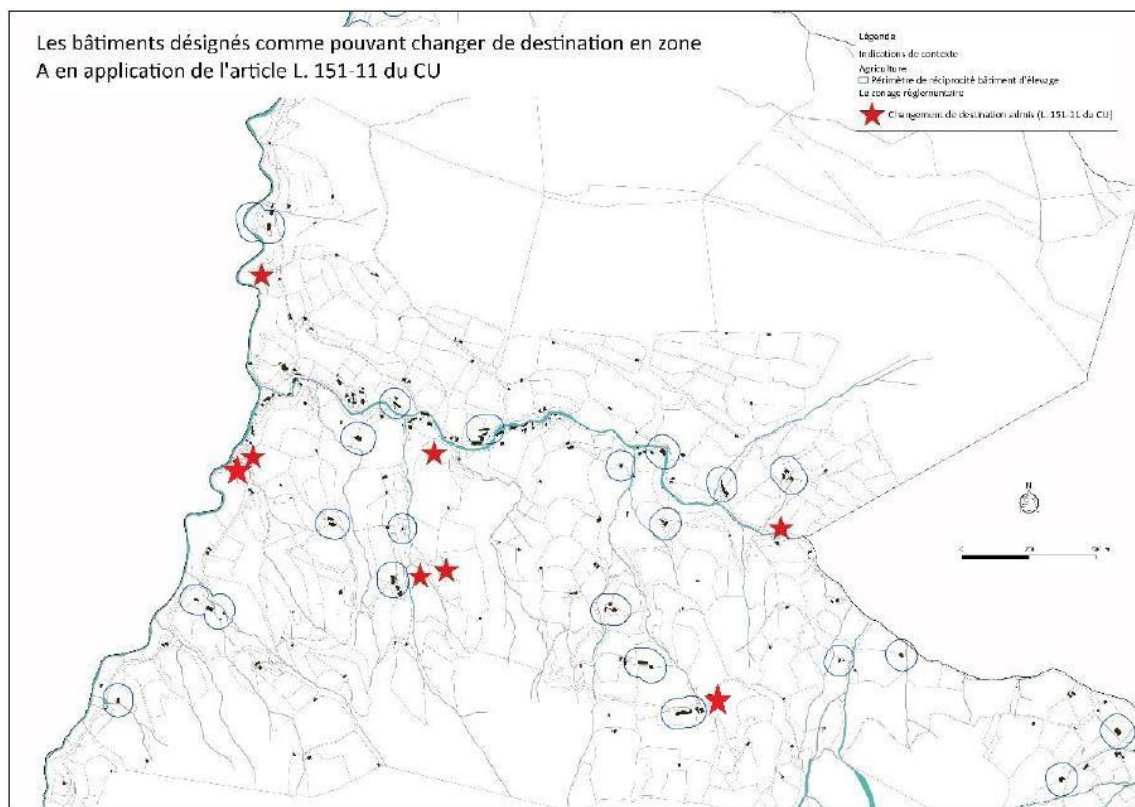 Les bâtiments désignés comme pouvant changer de destination en zone
A en application de l'article L. 151-11 du CU
Légende
Indications de contexte
Agriculture
Périmètre de réciprocité bâtiment d'élevage
Le zonage règlementaire
Changement de destination admis (L. 151-11 du CU)
N
0